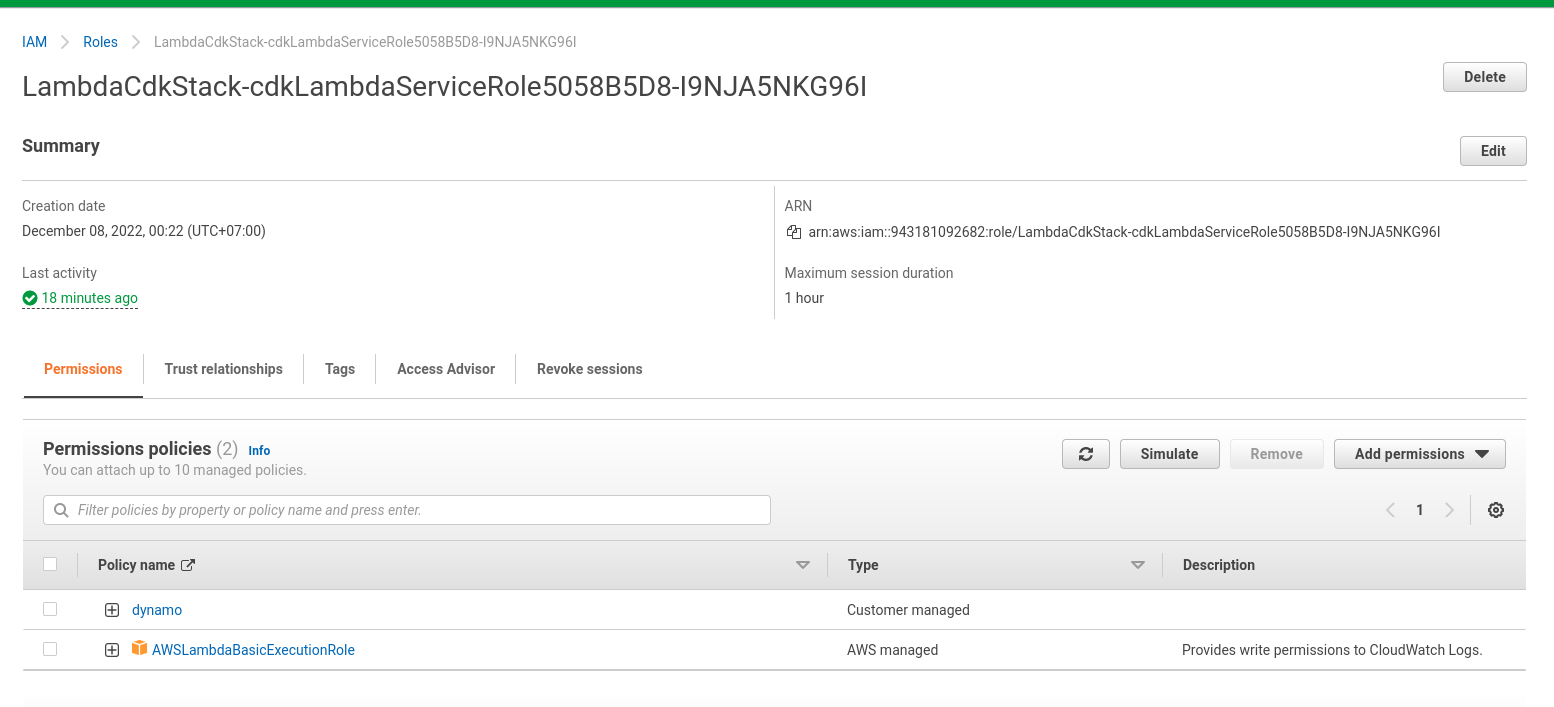 IAM Roles LambdaCdkStack-cdkLambdaServiceRole5058B5D8-I9NJA5NKG96I
LambdaCdkStack-cdkLambdaServiceRole5058B5D8-I9NJA5NKG96I
Delete
Summary
Edit
Creation date
December 08, 2022, 00:22 (UTC+07:00)
ARN
arn:aws:iam::943181092682:role/LambdaCdkStack-cdkLambdaServiceRole5058B5D8-I9NJA5NKG96I
Last activity
18 minutes ago
Maximum session duration
1 hour
Permissions Trust relationships Tags Access Advisor Revoke sessions
Permissions policies (2) Info
You can attach up to 10 managed policies.
Simulate Remove Add permissions
Filter policies by property or policy name and press enter.
1
Policy name Type Description
dynamo Customer managed
AWSLambdaBasicExecutionRole AWS managed Provides write permissions to CloudWatch Logs.